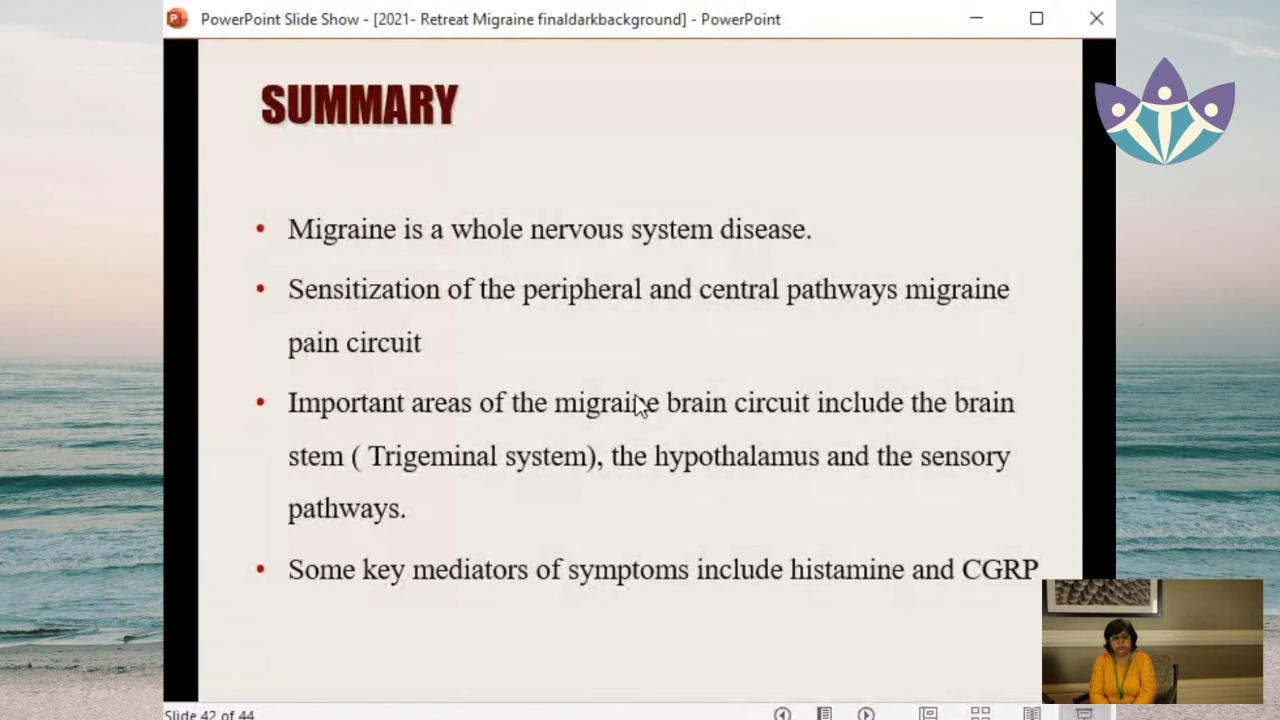 PowerPoint Slide Show - [2021- Retreat Migraine finaldarkbackground] - PowerPoint
SUMMARY
• Migraine is a whole nervous system disease.
• Sensitization of the peripheral and central pathways migraine
pain circuit
• Important areas of the migraine brain circuit include the brain
stem ( Trigeminal system), the hypothalamus and the sensory
pathways.
• Some key mediators of symptoms include histamine and CGRP
Slide 42 of 44